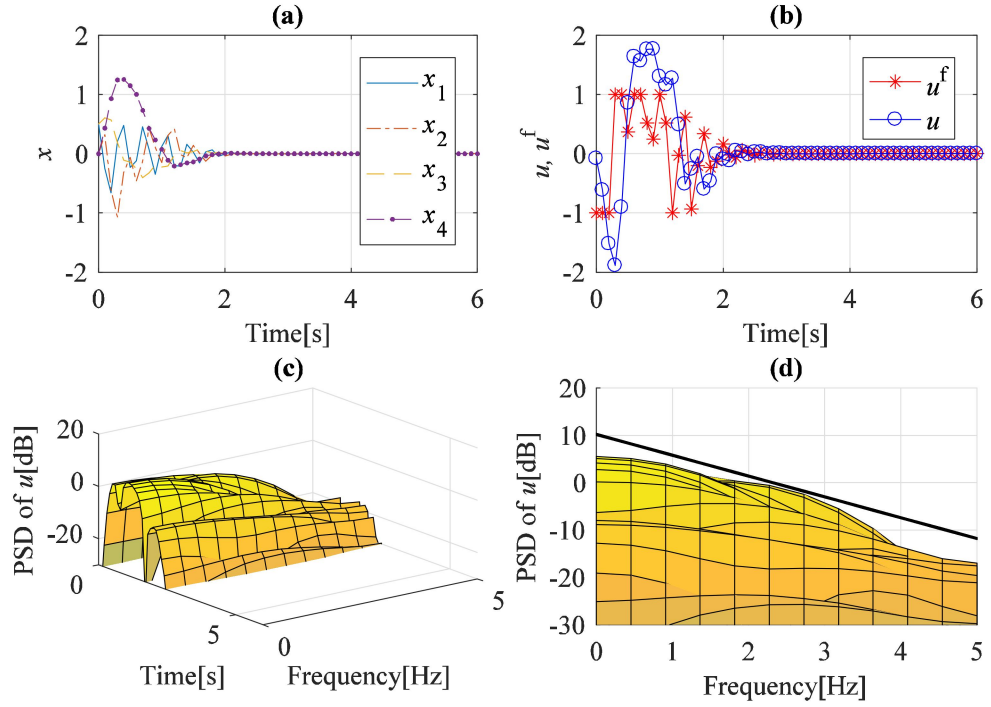 (a)
2
1
0
-1
-2
x
0
2
4
6
Time[s]
x1
x2
x3
x4
(b)
2
1
0
-1
-2
u, uᶠ
0
2
4
6
Time[s]
uᶠ
u
(c)
20
0
-20
PSD of u[dB]
0
5
Time[s]
0
5
Frequency[Hz]
(d)
20
10
0
-10
-20
-30
PSD of u[dB]
0
1
2
3
4
5
Frequency[Hz]